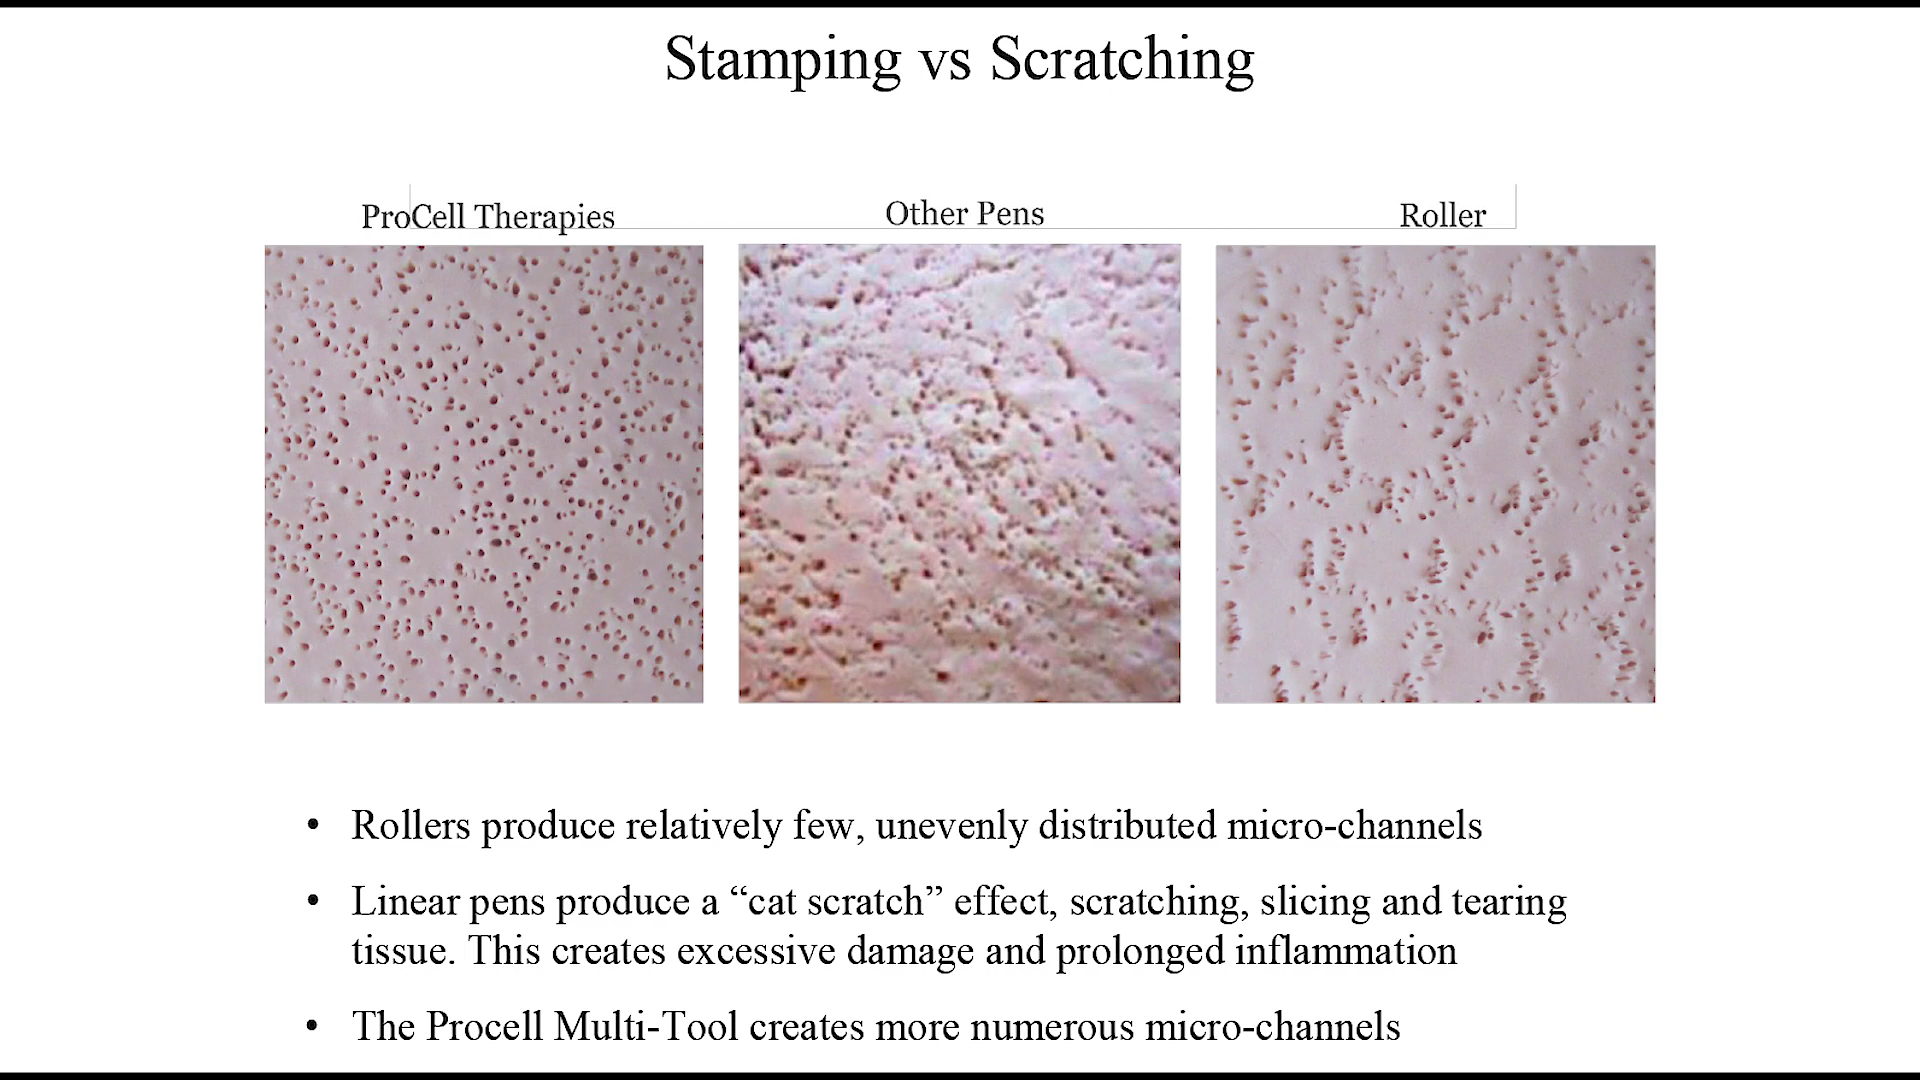 Stamping vs Scratching
ProCell Therapies
Other Pens
Roller
• Rollers produce relatively few, unevenly distributed micro-channels
• Linear pens produce a “cat scratch” effect, scratching, slicing and tearing
tissue. This creates excessive damage and prolonged inflammation
• The Procell Multi-Tool creates more numerous micro-channels